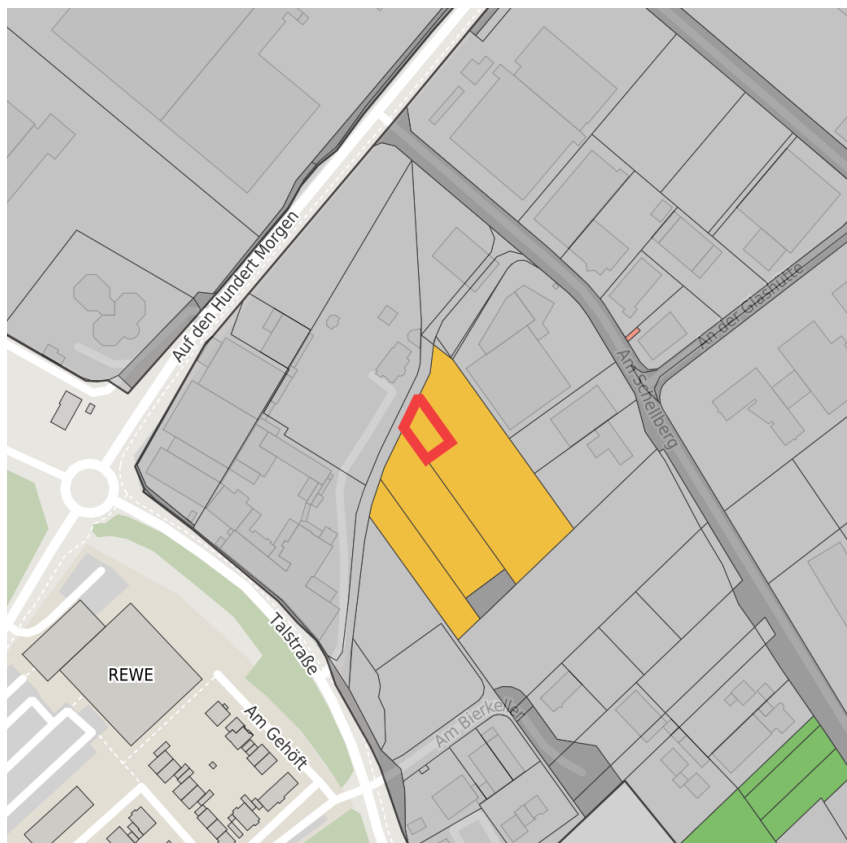 Auf den Hundert Morgen
An der Glashütte
Am Schellberg
Talstraße
REWE
Am Bierkeller
Am Gehöft